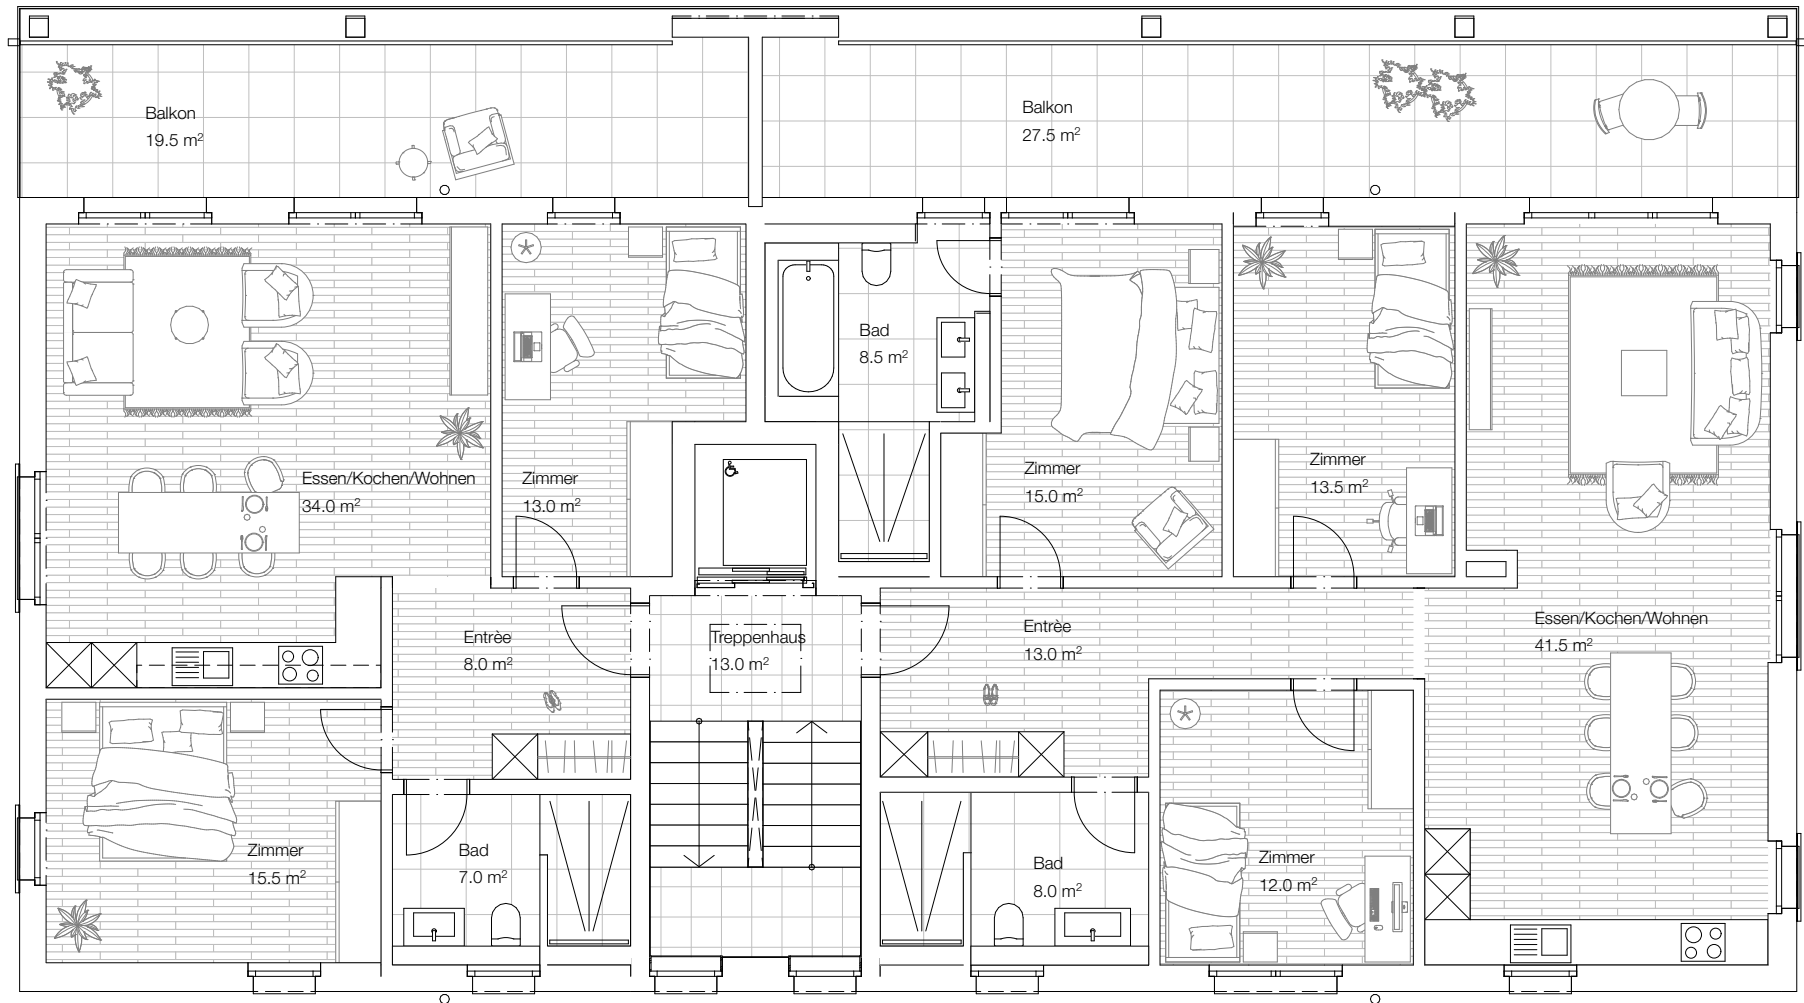 Balkon
19.5 m²
Balkon
27.5 m²
Bad
8.5 m²
Essen/Kochen/Wohnen
34.0 m²
Zimmer
13.0 m²
Zimmer
15.0 m²
Zimmer
13.5 m²
Entrèe
8.0 m²
Treppenhaus
13.0 m²
Entrèe
13.0 m²
Essen/Kochen/Wohnen
41.5 m²
Zimmer
15.5 m²
Bad
7.0 m²
Bad
8.0 m²
Zimmer
12.0 m²